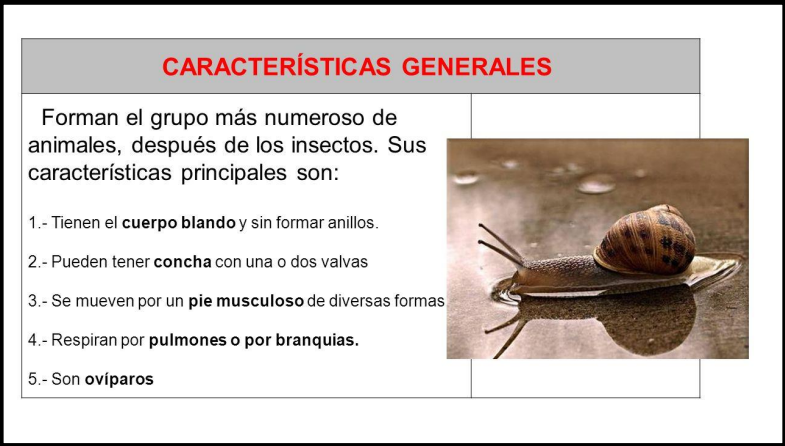 CARACTERÍSTICAS GENERALES
Forman el grupo más numeroso de
animales, después de los insectos. Sus
características principales son:
1.- Tienen el cuerpo blando y sin formar anillos.
2.- Pueden tener concha con una o dos valvas
3.- Se mueven por un pie musculoso de diversas formas
4.- Respiran por pulmones o por branquias.
5.- Son ovíparos